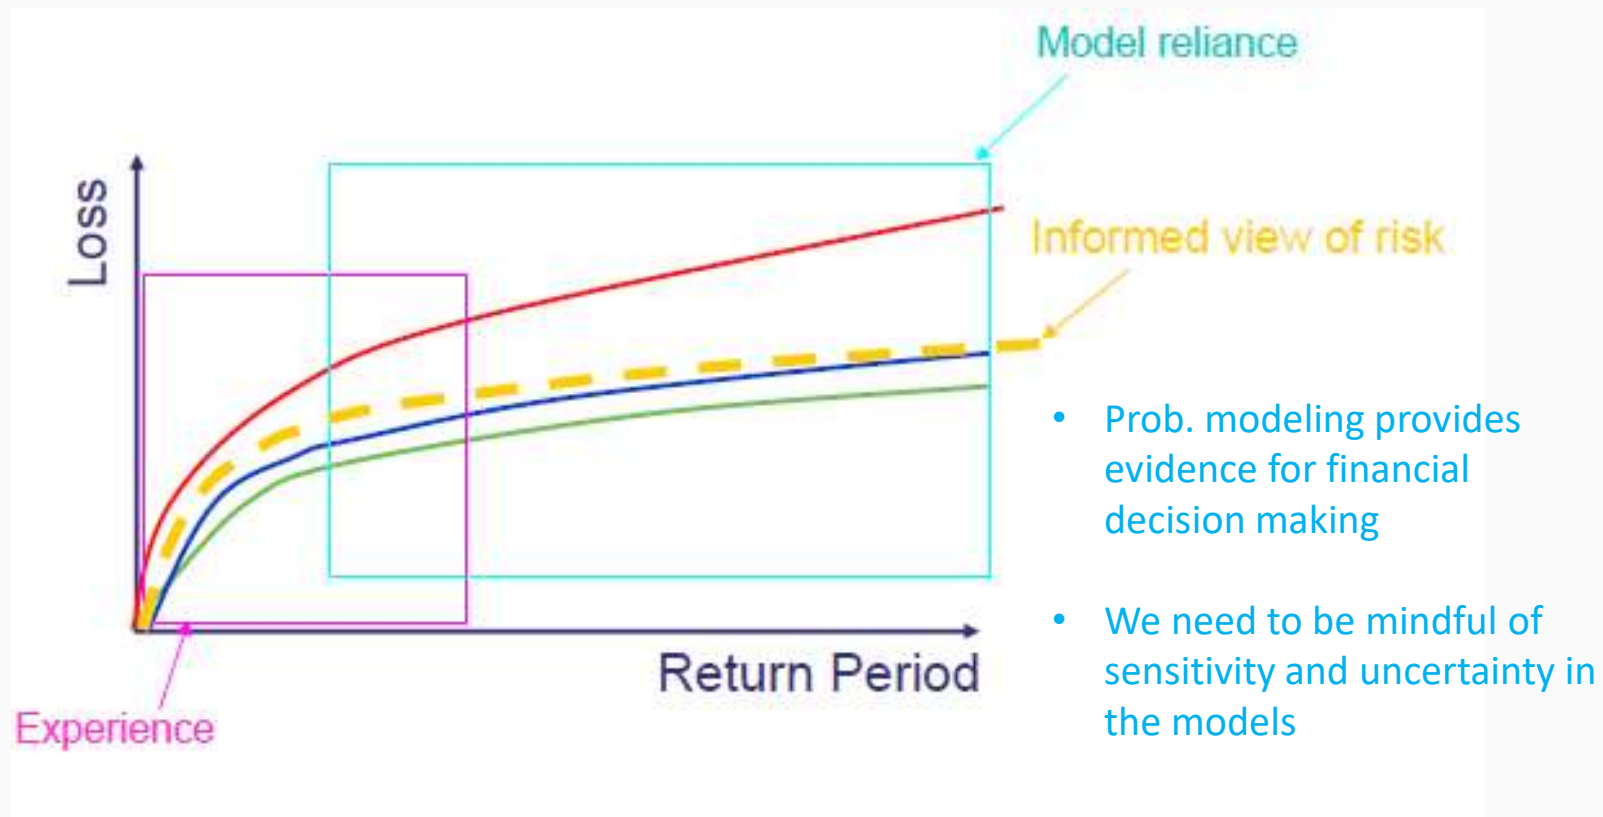 Model reliance
Loss
Informed view of risk
• Prob. modeling provides
evidence for financial
decision making
• We need to be mindful of
sensitivity and uncertainty in
the models
Return Period
Experience